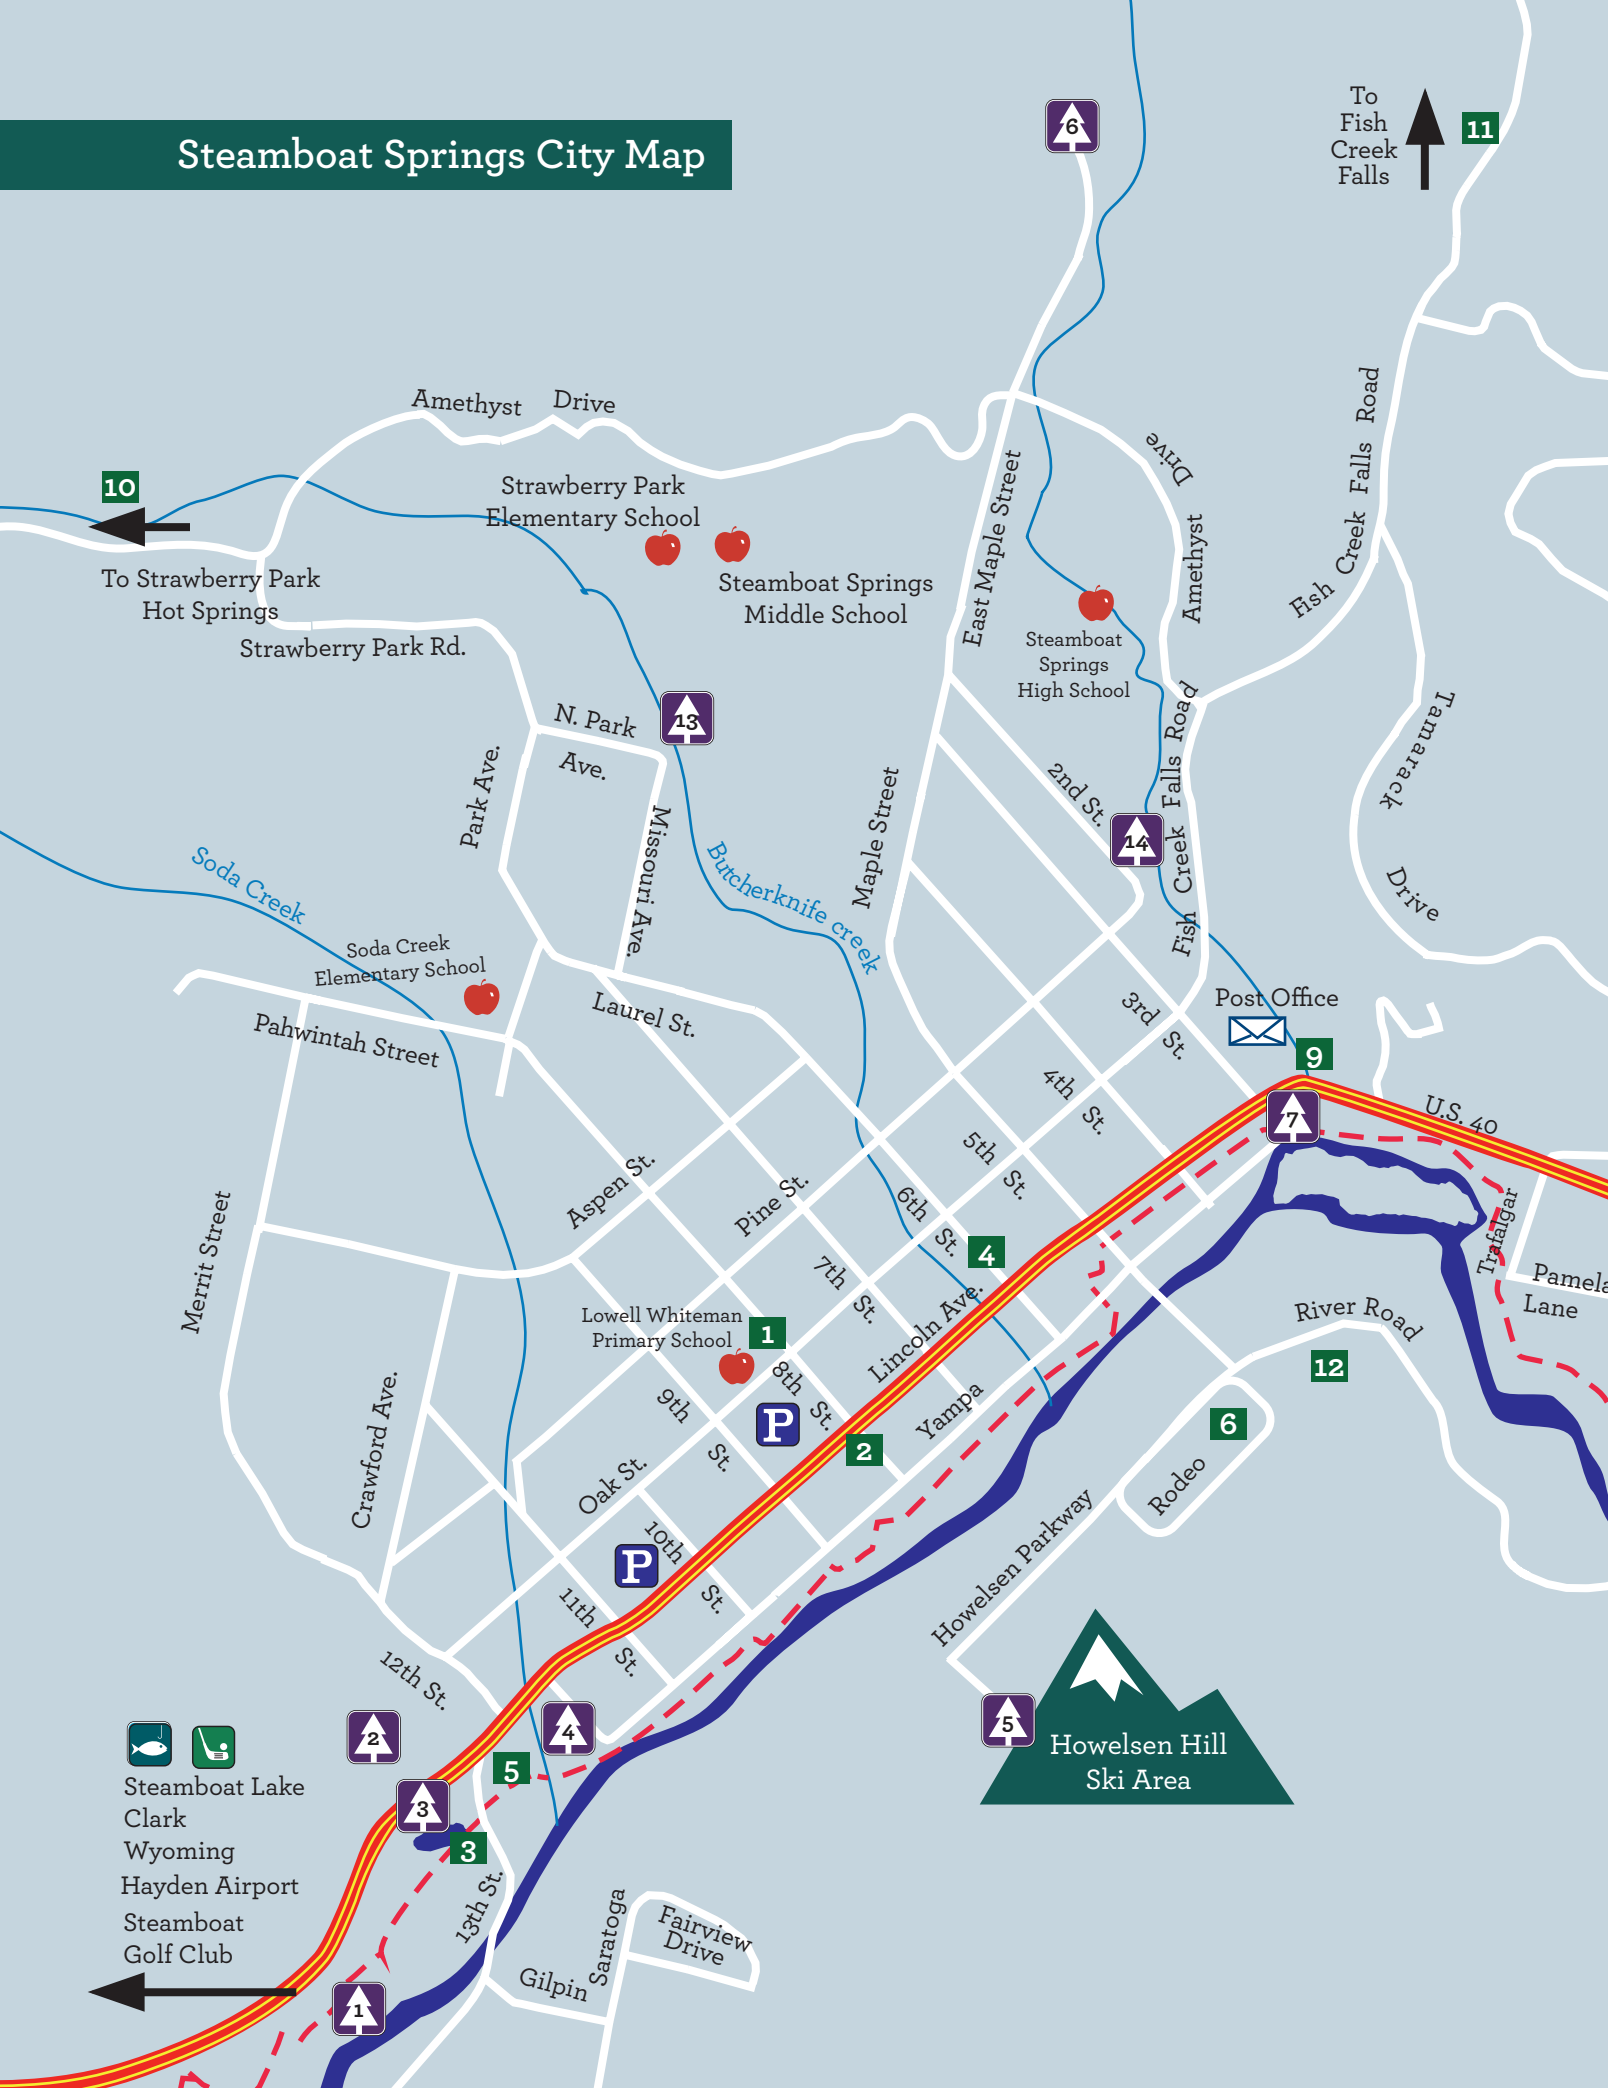 Steamboat Springs City Map
6
To
Fish
Creek
Falls
11
Amethyst Drive
10
Strawberry Park
Elementary School
Steamboat Springs
Middle School
To Strawberry Park
Hot Springs
Strawberry Park Rd.
East Maple Street
Drive
Amethyst
Fish Creek Falls Road
Steamboat
Springs
High School
N. Park
Ave.
13
Park Ave.
Missouri Ave.
Maple Street
2nd St.
14
Fish Creek Falls Road
Tamarack
Drive
Soda Creek
Butcherknife creek
Soda Creek
Elementary School
Pahwintah Street
Laurel St.
3rd St.
Post Office
9
4th St.
7
U.S. 40
5th St.
Aspen St.
Pine St.
6th St.
4
Merrit Street
7th St.
Trafalgar
Pamela
Lane
River Road
12
Lowell Whiteman
Primary School
1
Lincoln Ave.
8th St.
9th St.
P
2
Yampa
6
Rodeo
Crawford Ave.
Oak St.
10th St.
P
11th St.
Howelsen Parkway
12th St.
2
4
5
5
Howelsen Hill
Ski Area
Steamboat Lake
Clark
Wyoming
Hayden Airport
Steamboat
Golf Club
3
3
13th St.
Saratoga
Fairview
Drive
Gilpin
1